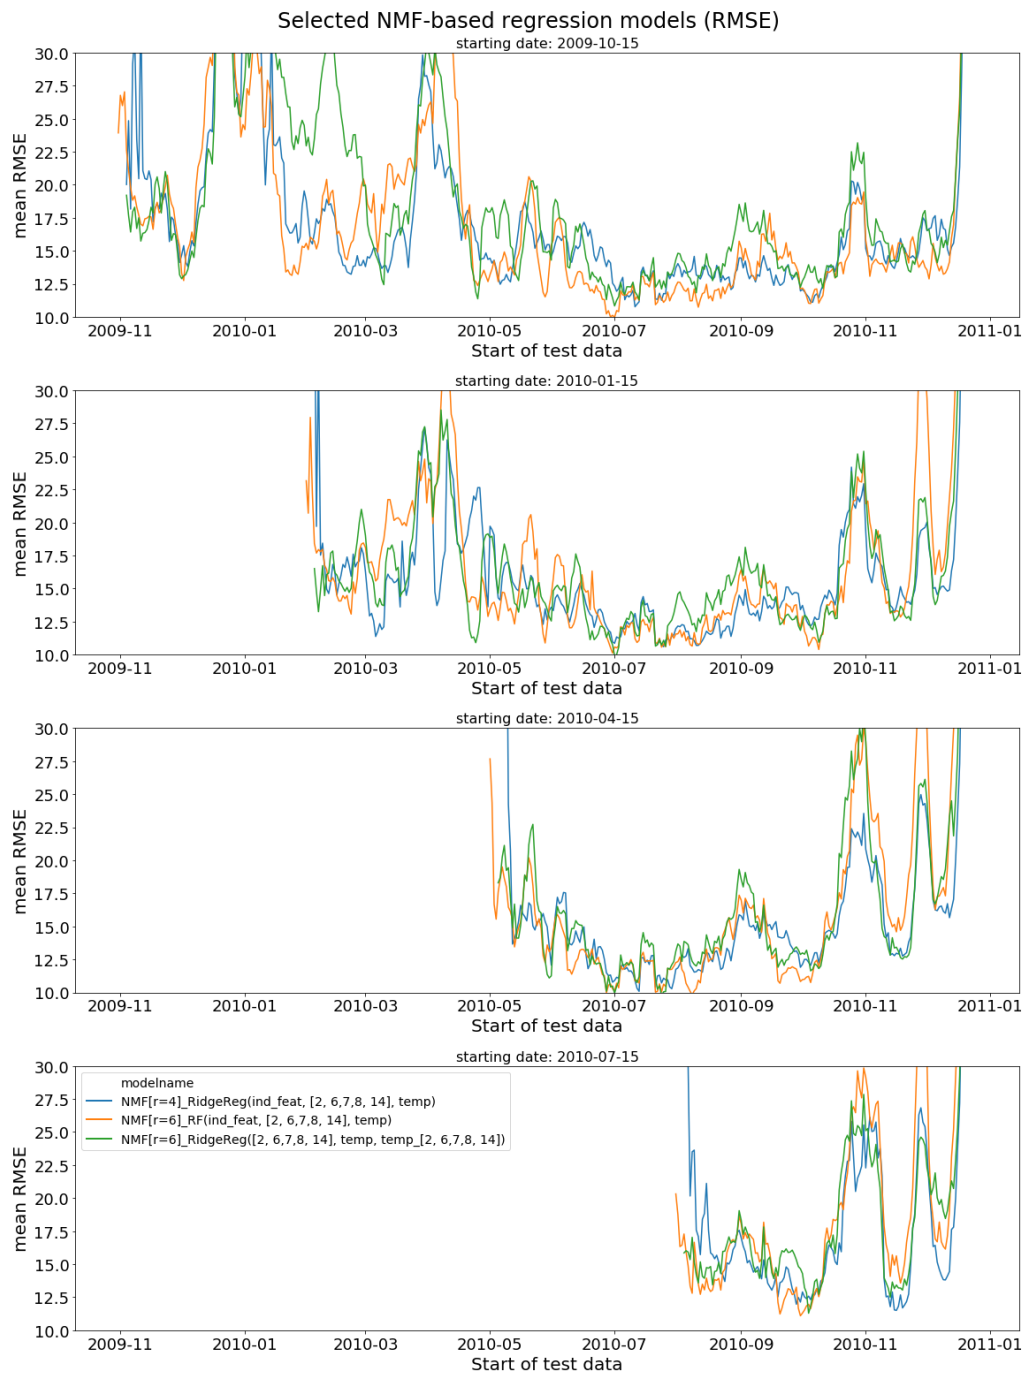 Selected NMF-based regression models (RMSE)
starting date: 2009-10-15
30.0
27.5
25.0
22.5
20.0
17.5
15.0
12.5
10.0
mean RMSE
2009-11 2010-01 2010-03 2010-05 2010-07 2010-09 2010-11 2011-01
Start of test data
starting date: 2010-01-15
30.0
27.5
25.0
22.5
20.0
17.5
15.0
12.5
10.0
mean RMSE
2009-11 2010-01 2010-03 2010-05 2010-07 2010-09 2010-11 2011-01
Start of test data
starting date: 2010-04-15
30.0
27.5
25.0
22.5
20.0
17.5
15.0
12.5
10.0
mean RMSE
2009-11 2010-01 2010-03 2010-05 2010-07 2010-09 2010-11 2011-01
Start of test data
starting date: 2010-07-15
30.0
27.5
25.0
22.5
20.0
17.5
15.0
12.5
10.0
mean RMSE
modelname
NMF[r=4]_RidgeReg(ind_feat, [2, 6,7,8, 14], temp)
NMF[r=6]_RF(ind_feat, [2, 6,7,8, 14], temp)
NMF[r=6]_RidgeReg([2, 6,7,8, 14], temp, temp_[2, 6,7,8, 14])
2009-11 2010-01 2010-03 2010-05 2010-07 2010-09 2010-11 2011-01
Start of test data